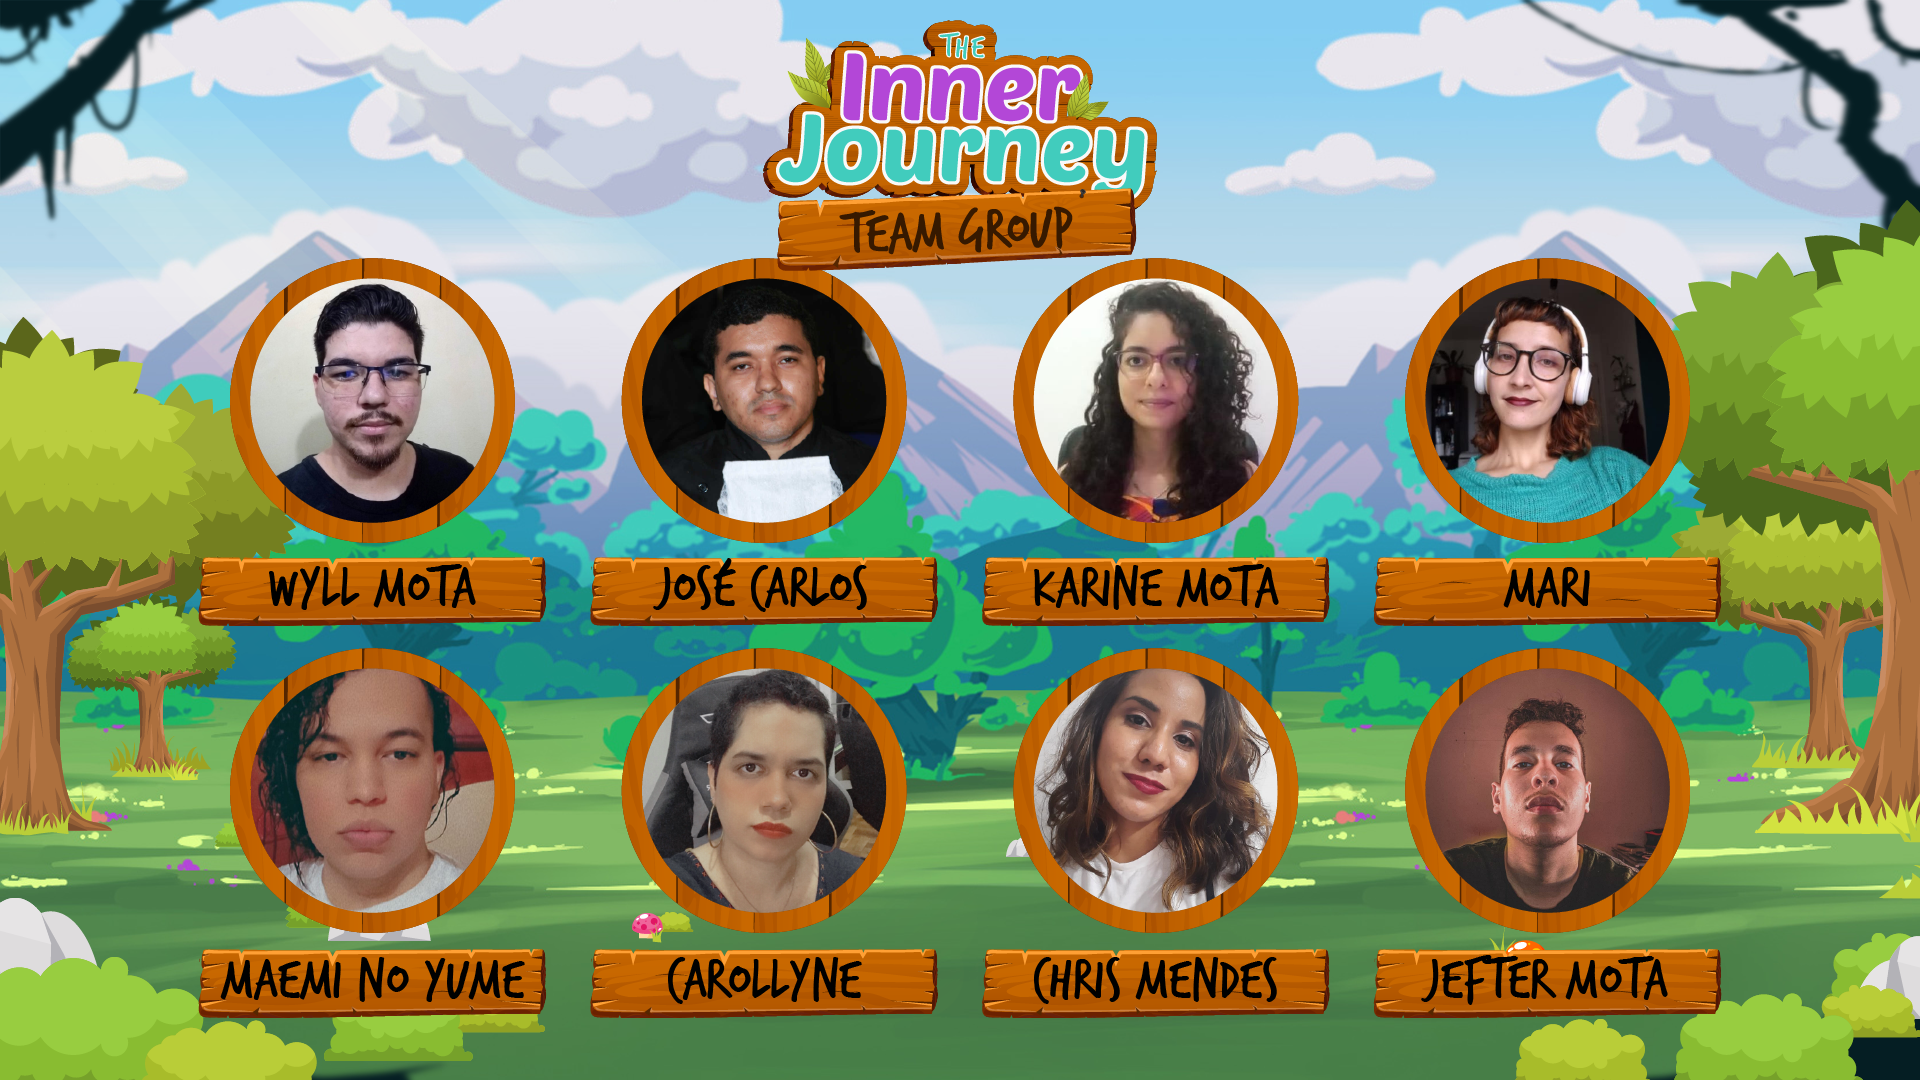 THE
Inner
Journey
TEAM GROUP
WYLL MOTA
JOSÉ CARLOS
KARINE MOTA
MARI
MAEMI NO YUME
CAROLLYNE
CHRIS MENDES
JEFTER MOTA